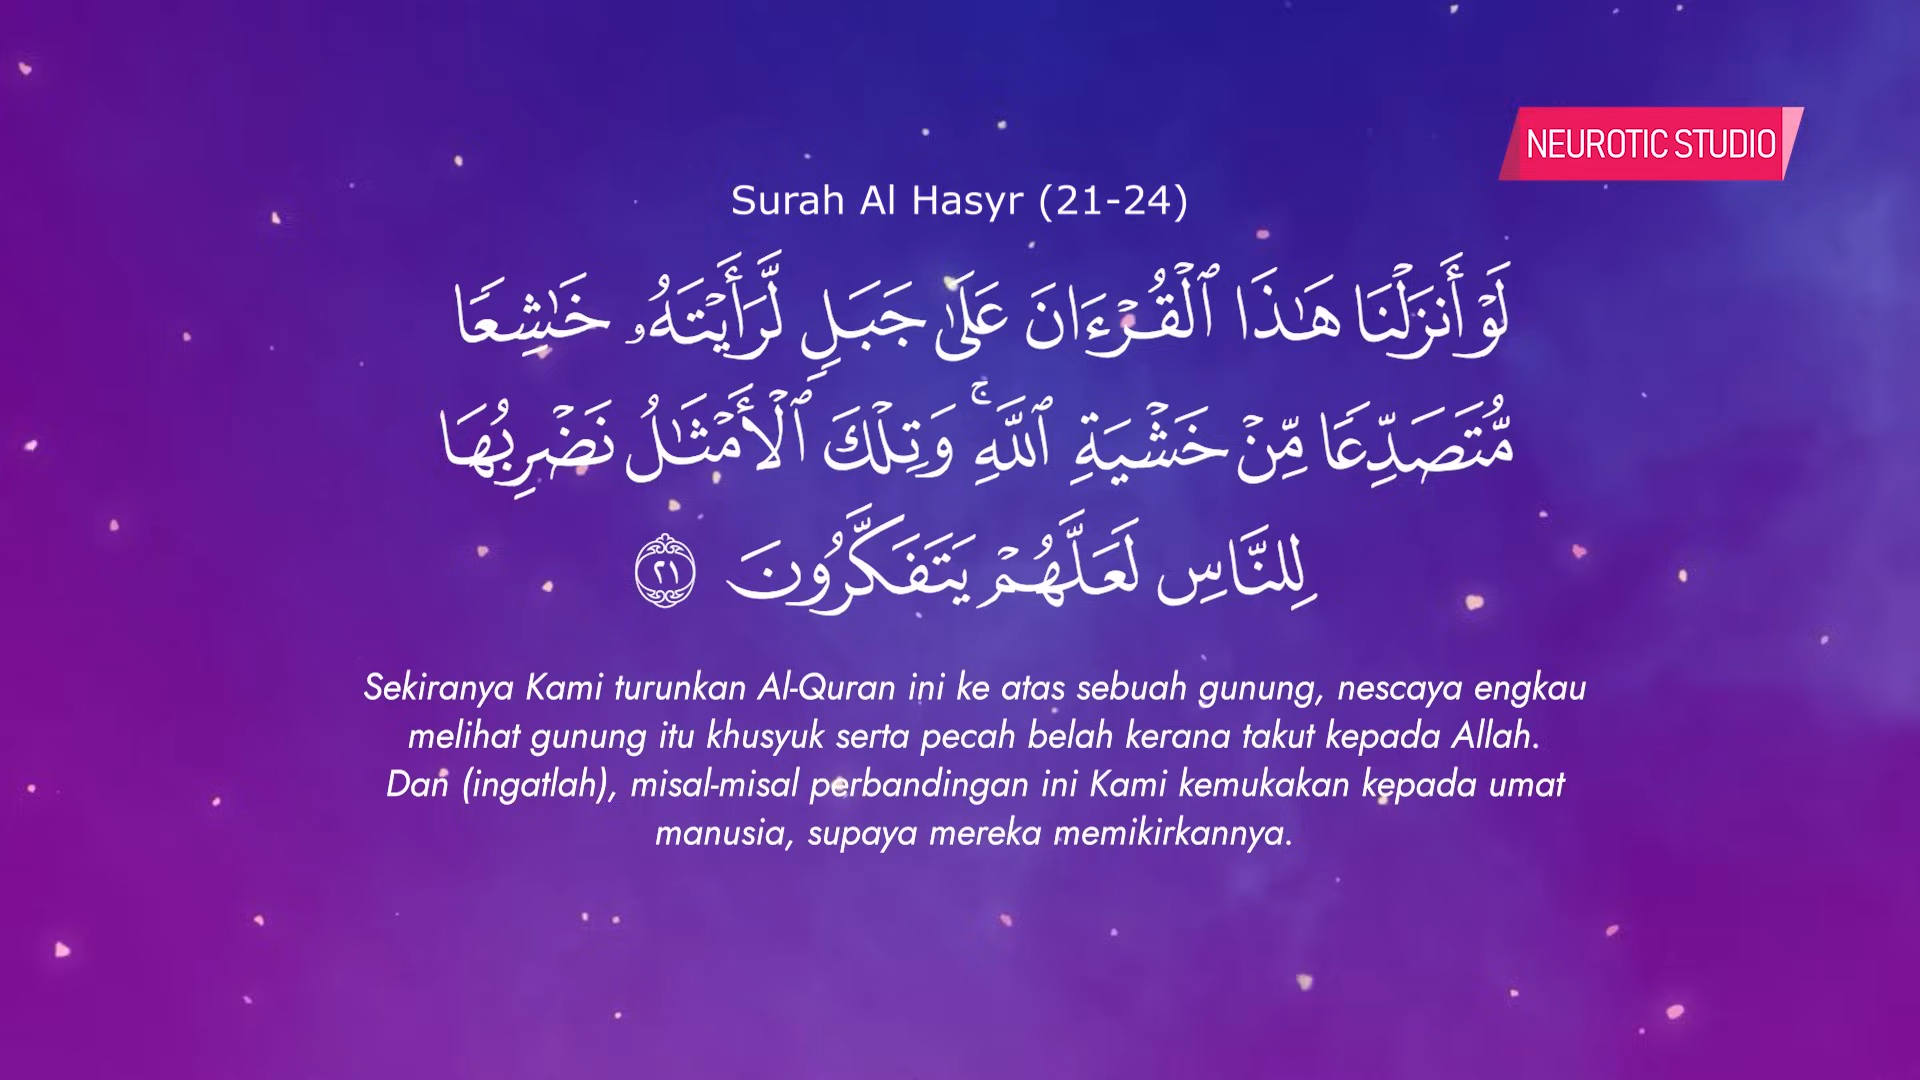 NEUROTIC STUDIO
Surah Al Hasyr (21-24)
لَوْ أَنزَلْنَا هَـٰذَا ٱلْقُرْءَانَ عَلَىٰ جَبَلٍ لَّرَأَيْتَهُۥ خَـٰشِعًا
مُّتَصَدِّعًا مِّنْ خَشْيَةِ ٱللَّهِ ۚ وَتِلْكَ ٱلْأَمْثَـٰلُ نَضْرِبُهَا
لِلنَّاسِ لَعَلَّهُمْ يَتَفَكَّرُونَ ٢١
Sekiranya Kami turunkan Al-Quran ini ke atas sebuah gunung, nescaya engkau
melihat gunung itu khusyuk serta pecah belah kerana takut kepada Allah.
Dan (ingatlah), misal-misal perbandingan ini Kami kemukakan kepada umat
manusia, supaya mereka memikirkannya.